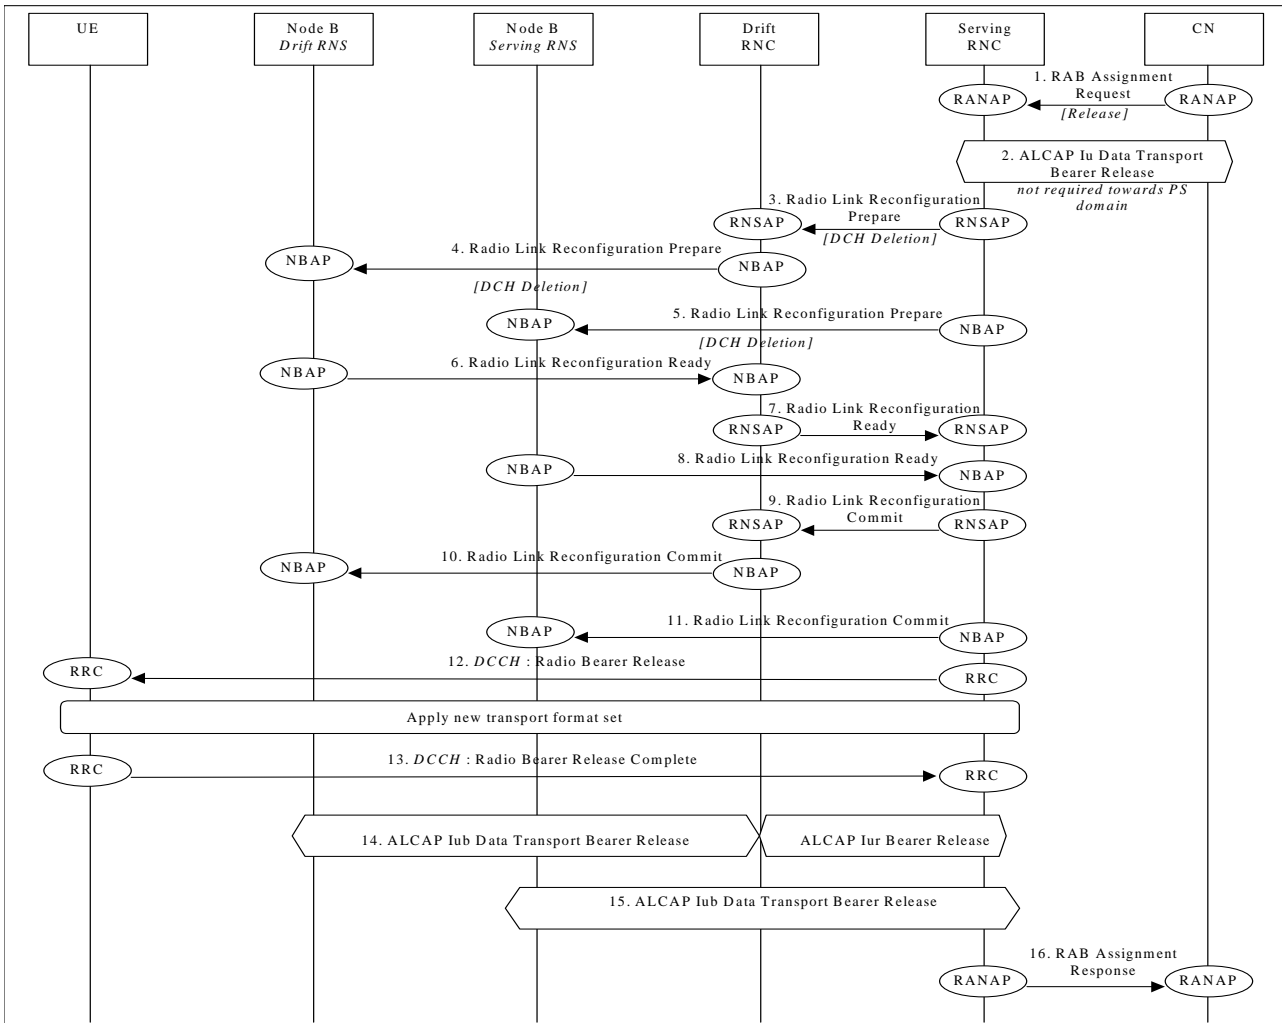 UE
Node B
Drift RNS
Node B
Serving RNS
Drift
RNC
Serving
RNC
CN
1. RAB Assignment
Request
RANAP
RANAP
[Release]
2. ALCAP Iu Data Transport
Bearer Release
not required towards PS
domain
3. Radio Link Reconfiguration
Prepare
RNSAP
RNSAP
[DCH Deletion]
4. Radio Link Reconfiguration Prepare
NBAP
NBAP
[DCH Deletion]
5. Radio Link Reconfiguration Prepare
NBAP
NBAP
[DCH Deletion]
6. Radio Link Reconfiguration Ready
NBAP
NBAP
7. Radio Link Reconfiguration
Ready
RNSAP
RNSAP
8. Radio Link Reconfiguration Ready
NBAP
NBAP
9. Radio Link Reconfiguration
Commit
RNSAP
RNSAP
10. Radio Link Reconfiguration Commit
NBAP
NBAP
11. Radio Link Reconfiguration Commit
NBAP
NBAP
12. DCCH : Radio Bearer Release
RRC
RRC
Apply new transport format set
13. DCCH : Radio Bearer Release Complete
RRC
RRC
14. ALCAP Iub Data Transport Bearer Release
ALCAP Iur Bearer Release
15. ALCAP Iub Data Transport Bearer Release
16. RAB Assignment
Response
RANAP
RANAP